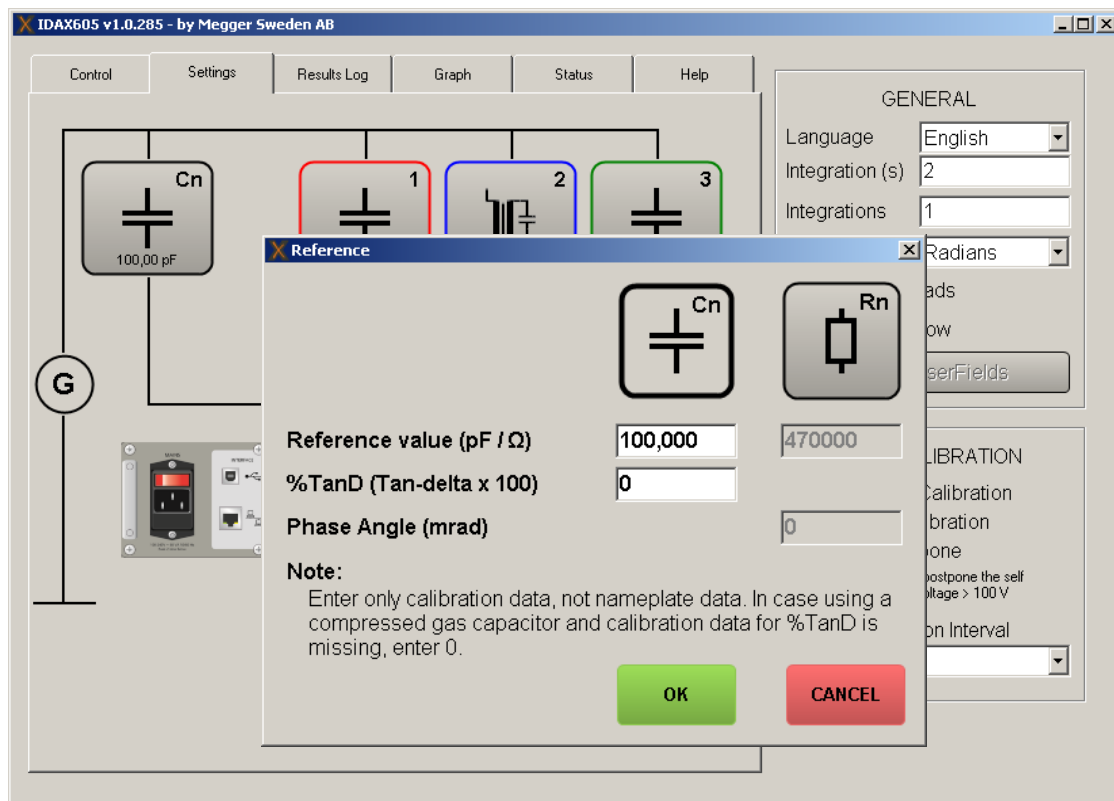 IDAX605 v1.0.285 - by Megger Sweden AB
Control
Settings
Results Log
Graph
Status
Help
Cn
100,00 pF
1
2
3
G
GENERAL
Language
English
Integration (s)
2
Integrations
1
Radians
ads
ow
serFields
LIBRATION
Calibration
ibration
one
postpone the self
oltage > 100 V
on Interval
Reference
Cn
Rn
Reference value (pF / Ω)
100,000
470000
%TanD (Tan-delta x 100)
0
Phase Angle (mrad)
0
Note:
Enter only calibration data, not nameplate data. In case using a
compressed gas capacitor and calibration data for %TanD is
missing, enter 0.
OK
CANCEL